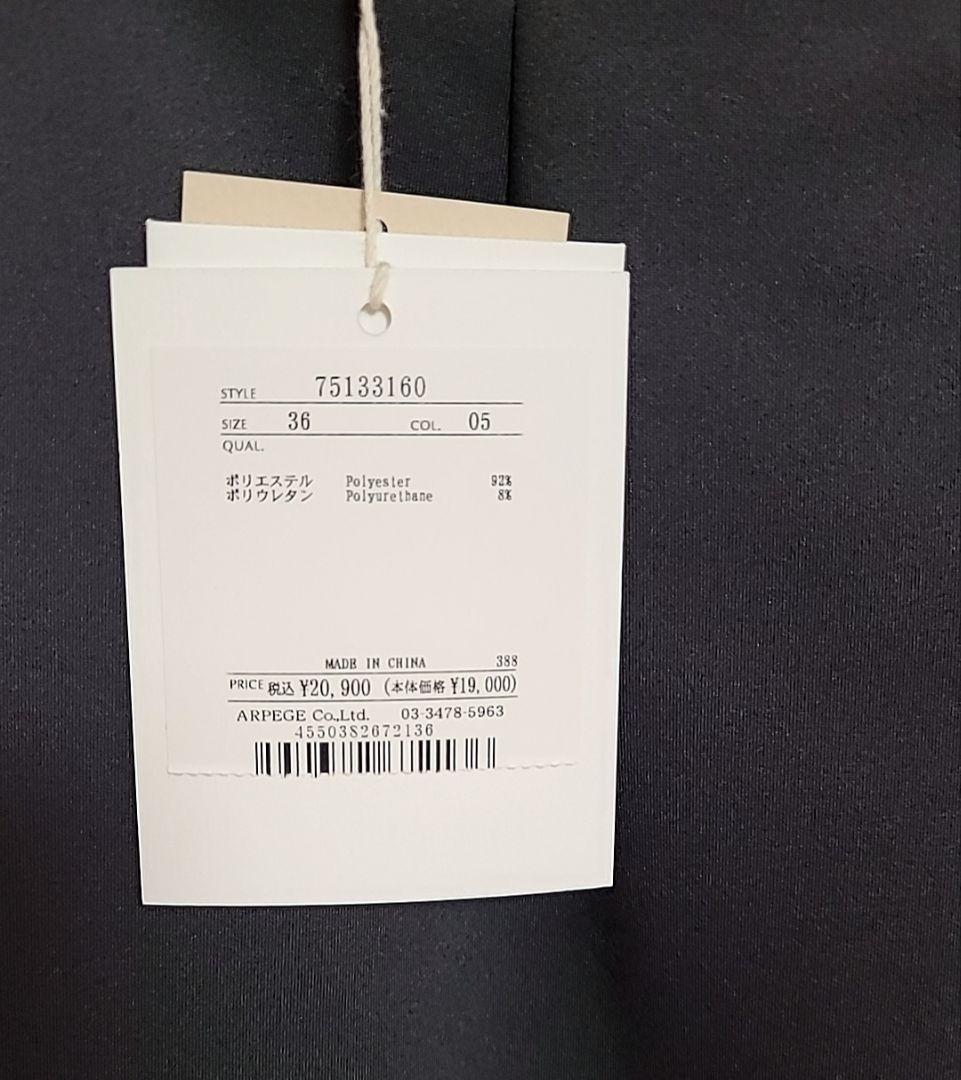 STYLE 75133160
SIZE 36 COL. 05
QUAL.
ポリエステル Polyester 92%
ポリウレタン Polyurethane 8%
MADE IN CHINA 388
PRICE 税込 ¥20,900 (本体価格 ¥19,000)
ARPEGE Co.,Ltd. 03-3478-5963
4550382672136